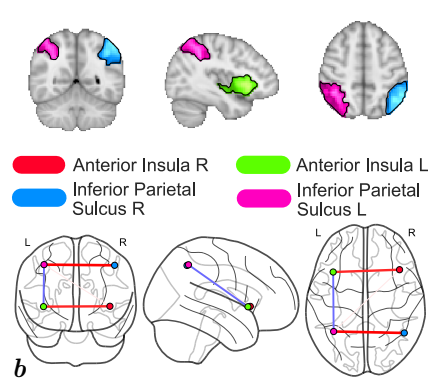 Anterior Insula R
Anterior Insula L
Inferior Parietal
Sulcus R
Inferior Parietal
Sulcus L
L
R
L
R
b